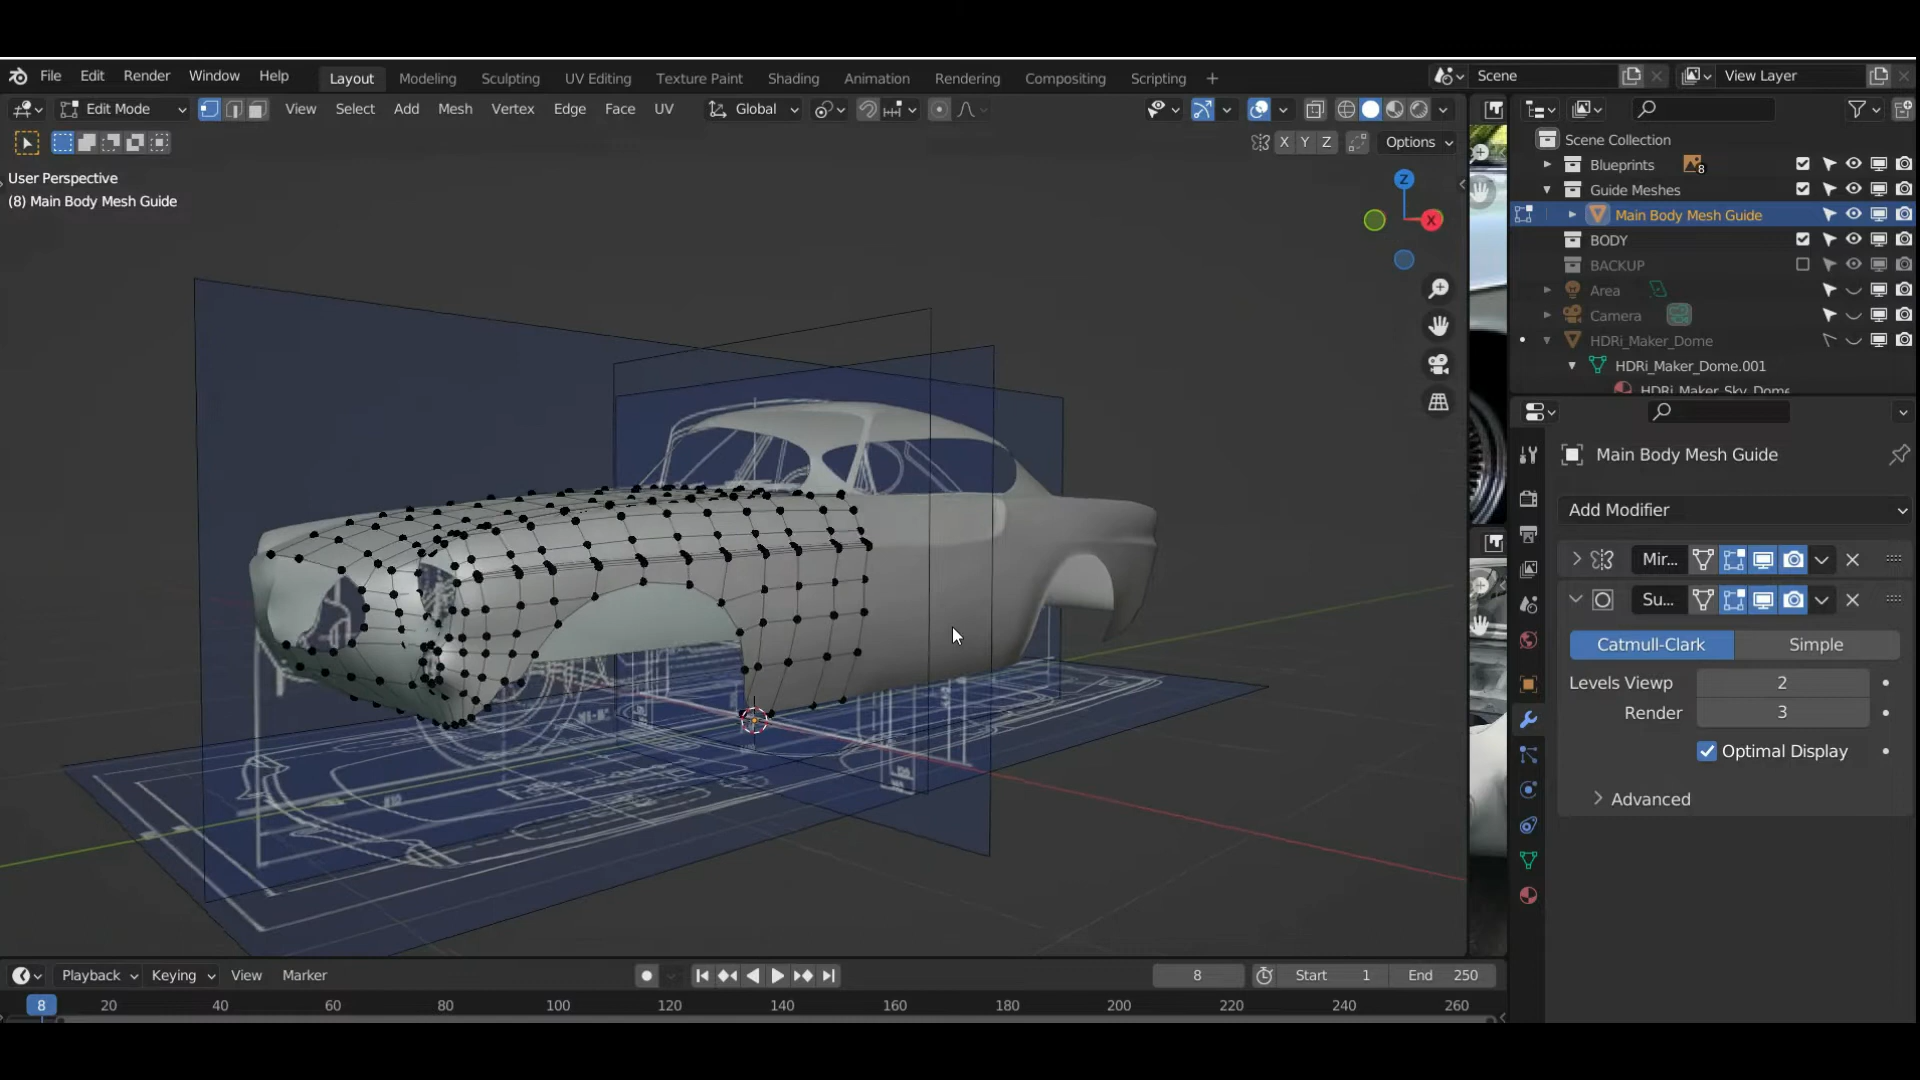 File Edit Render Window Help Layout Modeling Sculpting UV Editing Texture Paint Shading Animation Rendering Compositing Scripting + Scene View Layer
Edit Mode View Select Add Mesh Vertex Edge Face UV Global
X Y Z Options
User Perspective
(8) Main Body Mesh Guide
Z
X
Scene Collection
Blueprints 8
Guide Meshes
Main Body Mesh Guide
BODY
BACKUP
Area
Camera
HDRi_Maker_Dome
HDRi_Maker_Dome.001
HDRi_Maker_Sky_Dome
Main Body Mesh Guide
Add Modifier
Mir...
Su...
Catmull-Clark Simple
Levels Viewp 2
Render 3
Optimal Display
Advanced
Playback Keying View Marker 8 Start 1 End 250
8 20 40 60 80 100 120 140 160 180 200 220 240 260